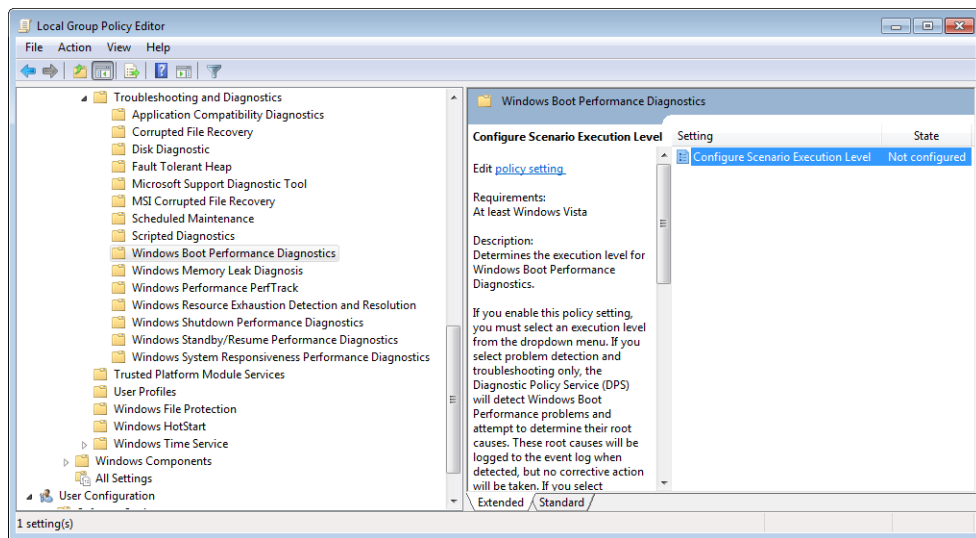 Local Group Policy Editor
File Action View Help
Troubleshooting and Diagnostics
Application Compatibility Diagnostics
Corrupted File Recovery
Disk Diagnostic
Fault Tolerant Heap
Microsoft Support Diagnostic Tool
MSI Corrupted File Recovery
Scheduled Maintenance
Scripted Diagnostics
Windows Boot Performance Diagnostics
Windows Memory Leak Diagnosis
Windows Performance PerfTrack
Windows Resource Exhaustion Detection and Resolution
Windows Shutdown Performance Diagnostics
Windows Standby/Resume Performance Diagnostics
Windows System Responsiveness Performance Diagnostics
Trusted Platform Module Services
User Profiles
Windows File Protection
Windows HotStart
Windows Time Service
Windows Components
All Settings
User Configuration
Windows Boot Performance Diagnostics
Configure Scenario Execution Level
Edit policy setting
Requirements:
At least Windows Vista
Description:
Determines the execution level for
Windows Boot Performance
Diagnostics.
If you enable this policy setting,
you must select an execution level
from the dropdown menu. If you
select problem detection and
troubleshooting only, the
Diagnostic Policy Service (DPS)
will detect Windows Boot
Performance problems and
attempt to determine their root
causes. These root causes will be
logged to the event log when
detected, but no corrective action
will be taken. If you select
Setting State
Configure Scenario Execution Level Not configured
Extended Standard
1 setting(s)